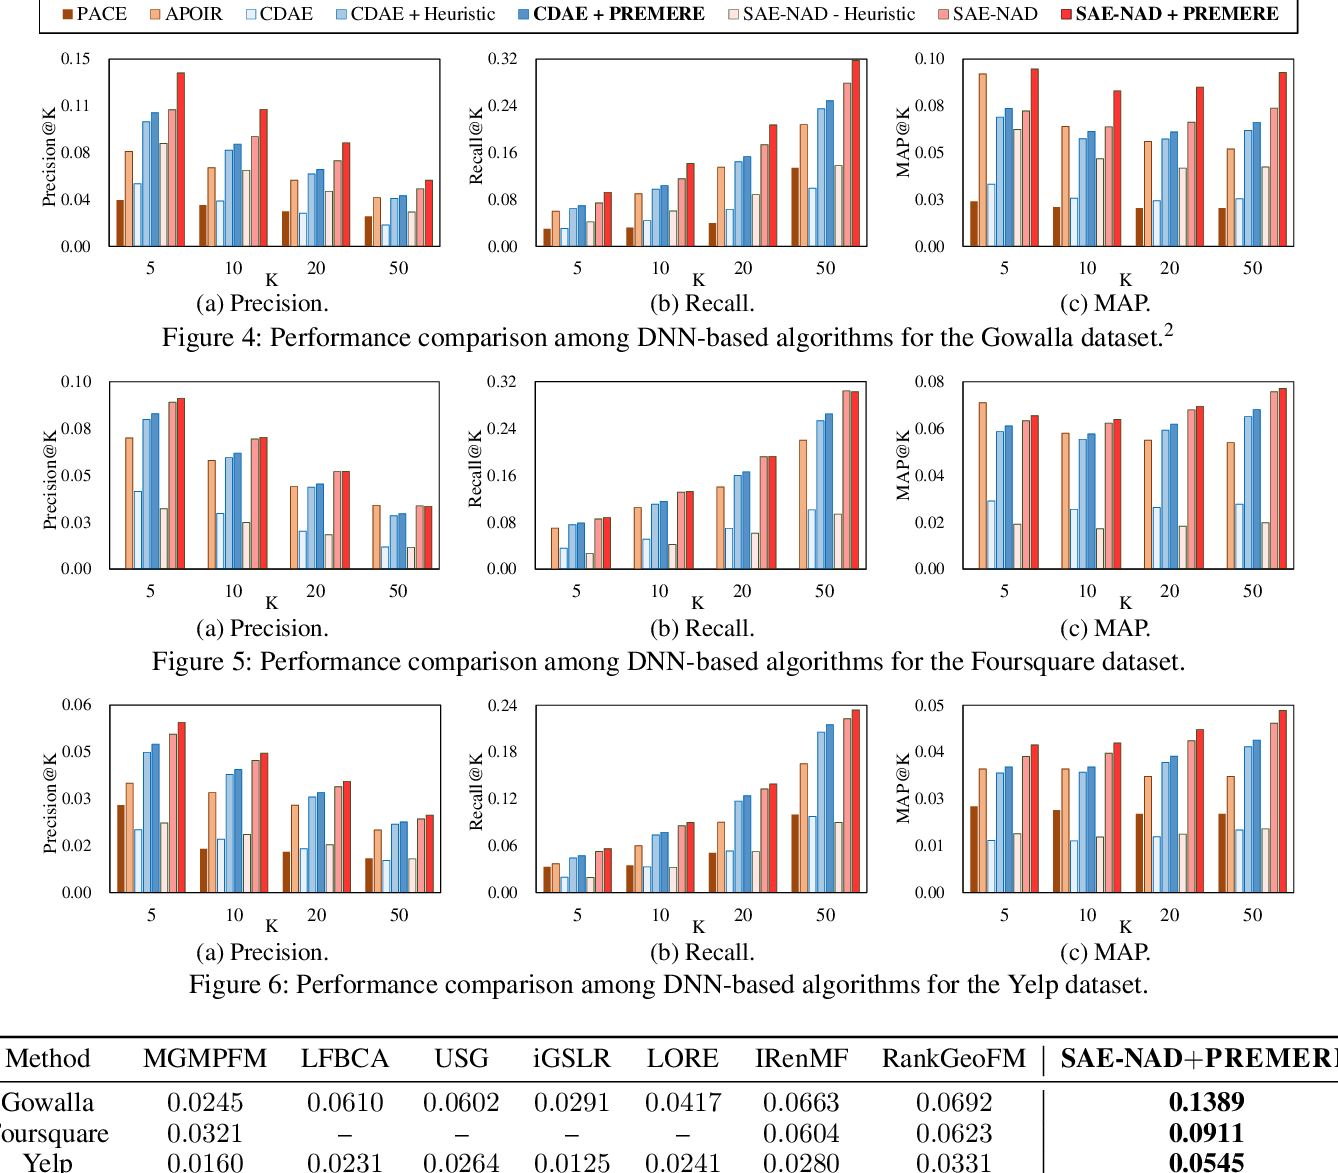 PACE APOIR CDAE CDAE + Heuristic CDAE + PREMERE SAE-NAD - Heuristic SAE-NAD SAE-NAD + PREMERE
Precision@K
0.15
0.11
0.08
0.04
0.00
5 10 20 50
K
(a) Precision.
Recall@K
0.32
0.24
0.16
0.08
0.00
5 10 20 50
K
(b) Recall.
MAP@K
0.10
0.08
0.05
0.03
0.00
5 10 20 50
K
(c) MAP.
Figure 4: Performance comparison among DNN-based algorithms for the Gowalla dataset.²
Precision@K
0.10
0.08
0.05
0.03
0.00
5 10 20 50
K
(a) Precision.
Recall@K
0.32
0.24
0.16
0.08
0.00
5 10 20 50
K
(b) Recall.
MAP@K
0.08
0.06
0.04
0.02
0.00
5 10 20 50
K
(c) MAP.
Figure 5: Performance comparison among DNN-based algorithms for the Foursquare dataset.
Precision@K
0.06
0.05
0.03
0.02
0.00
5 10 20 50
K
(a) Precision.
Recall@K
0.24
0.18
0.12
0.06
0.00
5 10 20 50
K
(b) Recall.
MAP@K
0.05
0.04
0.03
0.01
0.00
5 10 20 50
K
(c) MAP.
Figure 6: Performance comparison among DNN-based algorithms for the Yelp dataset.
Method MGMPFM LFBCA USG iGSLR LORE IRenMF RankGeoFM SAE-NAD+PREMERE
Gowalla 0.0245 0.0610 0.0602 0.0291 0.0417 0.0663 0.0692 0.1389
oursquare 0.0321 – – – – 0.0604 0.0623 0.0911
Yelp 0.0160 0.0231 0.0264 0.0125 0.0241 0.0280 0.0331 0.0545